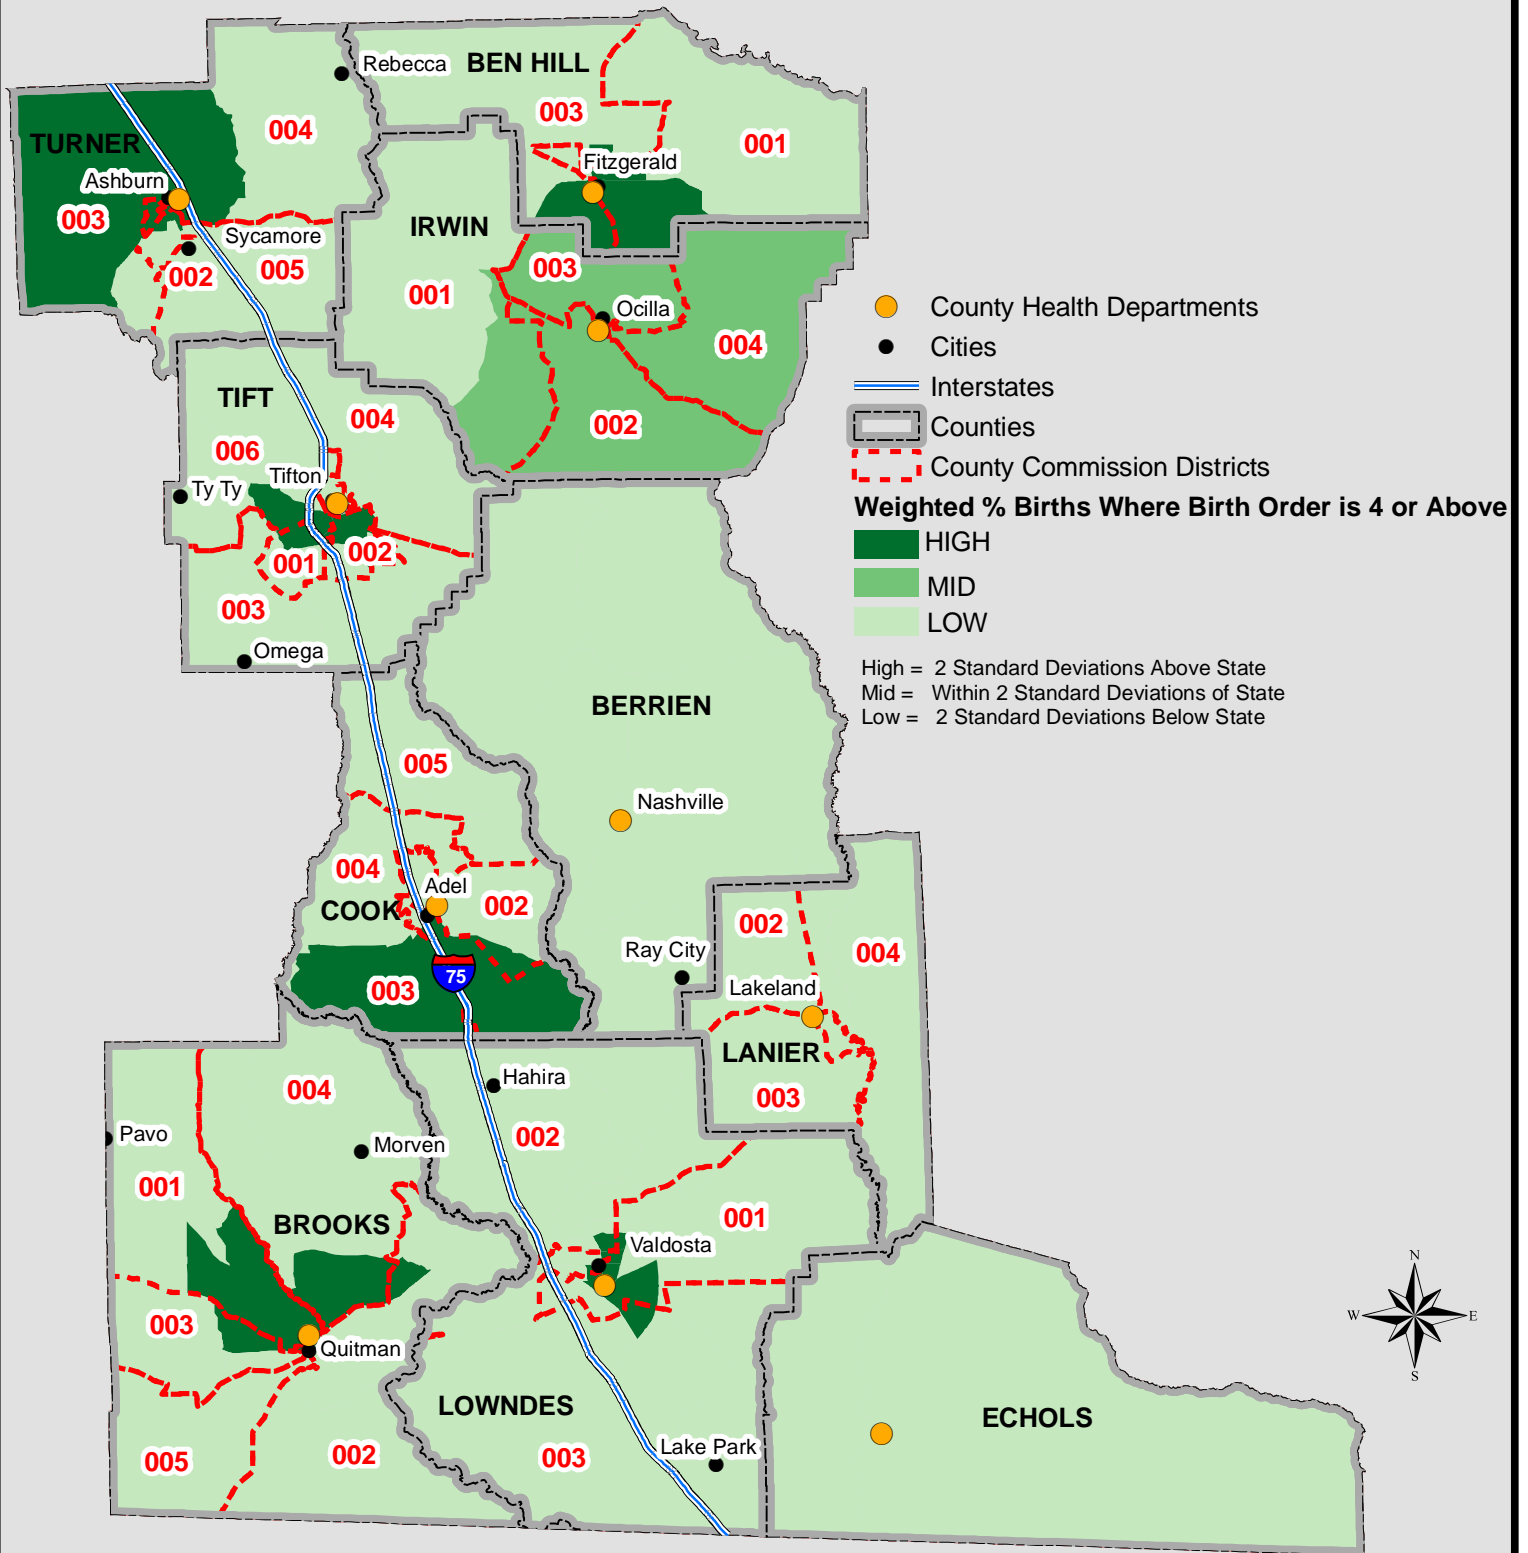 Rebecca
BEN HILL
003
004
TURNER
001
Fitzgerald
Ashburn
003
IRWIN
Sycamore
002
005
003
001
Ocilla
004
TIFT
004
002
006
Tifton
Ty Ty
002
001
003
Omega
BERRIEN
005
Nashville
004
Adel
COOK
002
002
004
Ray City
75
003
Lakeland
LANIER
Hahira
004
003
Pavo
Morven
002
001
BROOKS
001
Valdosta
003
Quitman
LOWNDES
ECHOLS
005
002
003
Lake Park
County Health Departments
Cities
Interstates
Counties
County Commission Districts
Weighted % Births Where Birth Order is 4 or Above
HIGH
MID
LOW
High = 2 Standard Deviations Above State
Mid = Within 2 Standard Deviations of State
Low = 2 Standard Deviations Below State
N
W
E
S